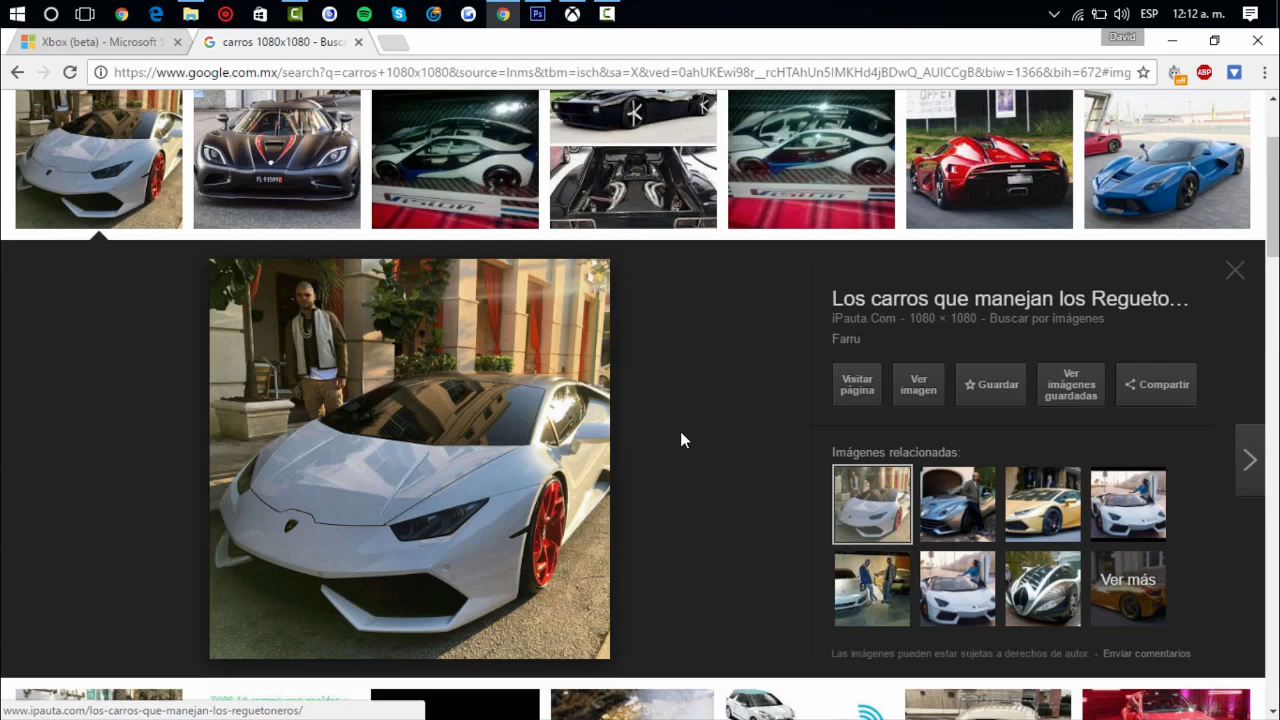 ESP
12:12 a. m.
Xbox (beta) - Microsoft S
carros 1080x1080 - Busc
David
https://www.google.com.mx/search?q=carros+1080x1080&source=lnms&tbm=isch&sa=X&ved=0ahUKEwi98r__rcHTAhUn5IMKHd4jBDwQ_AUICCgB&biw=1366&bih=672#img
ABP
off
Vision
Vision
Los carros que manejan los Regueto…
iPauta.Com - 1080 × 1080 - Buscar por imágenes
Farru
Visitar página
Ver imagen
Guardar
Ver imágenes guardadas
Compartir
Imágenes relacionadas:
Ver más
Las imágenes pueden estar sujetas a derechos de autor. - Enviar comentarios
www.ipauta.com/los-carros-que-manejan-los-reguetoneros/